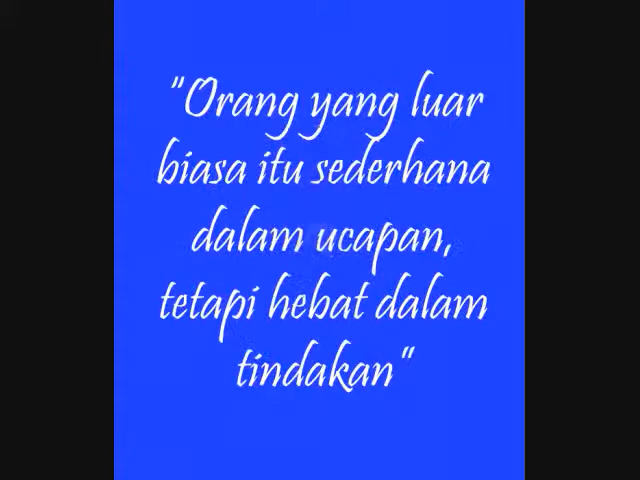 "Orang yang luar
biasa itu sederhana
dalam ucapan,
tetapi hebat dalam
tindakan"